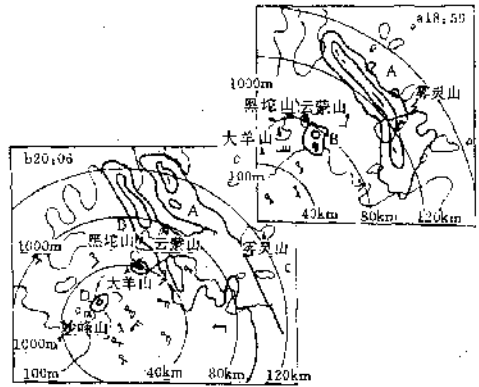 a18:55
A
1000m
雾灵山
黑坨山 云蒙山
大羊山
B
C
100m
40km
80km
120km
b20:06
A
D
1000m
黑坨山
云蒙山
雾灵山
C
大羊山
D
妙峰山
1000m
100m
40km
80km
120km